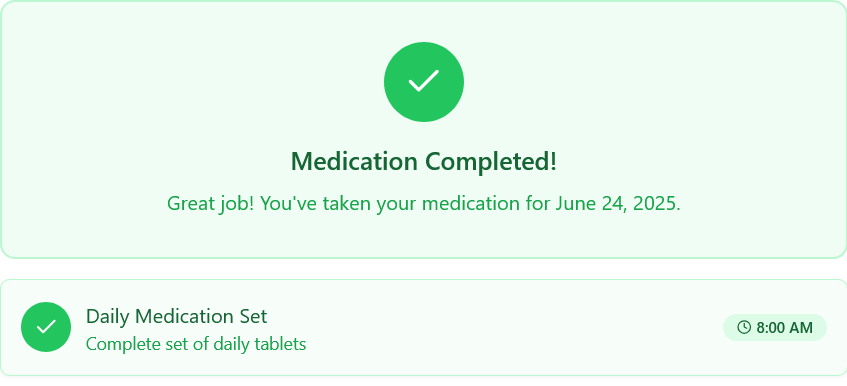 Medication Completed!
Great job! You've taken your medication for June 24, 2025.
Daily Medication Set
Complete set of daily tablets
8:00 AM